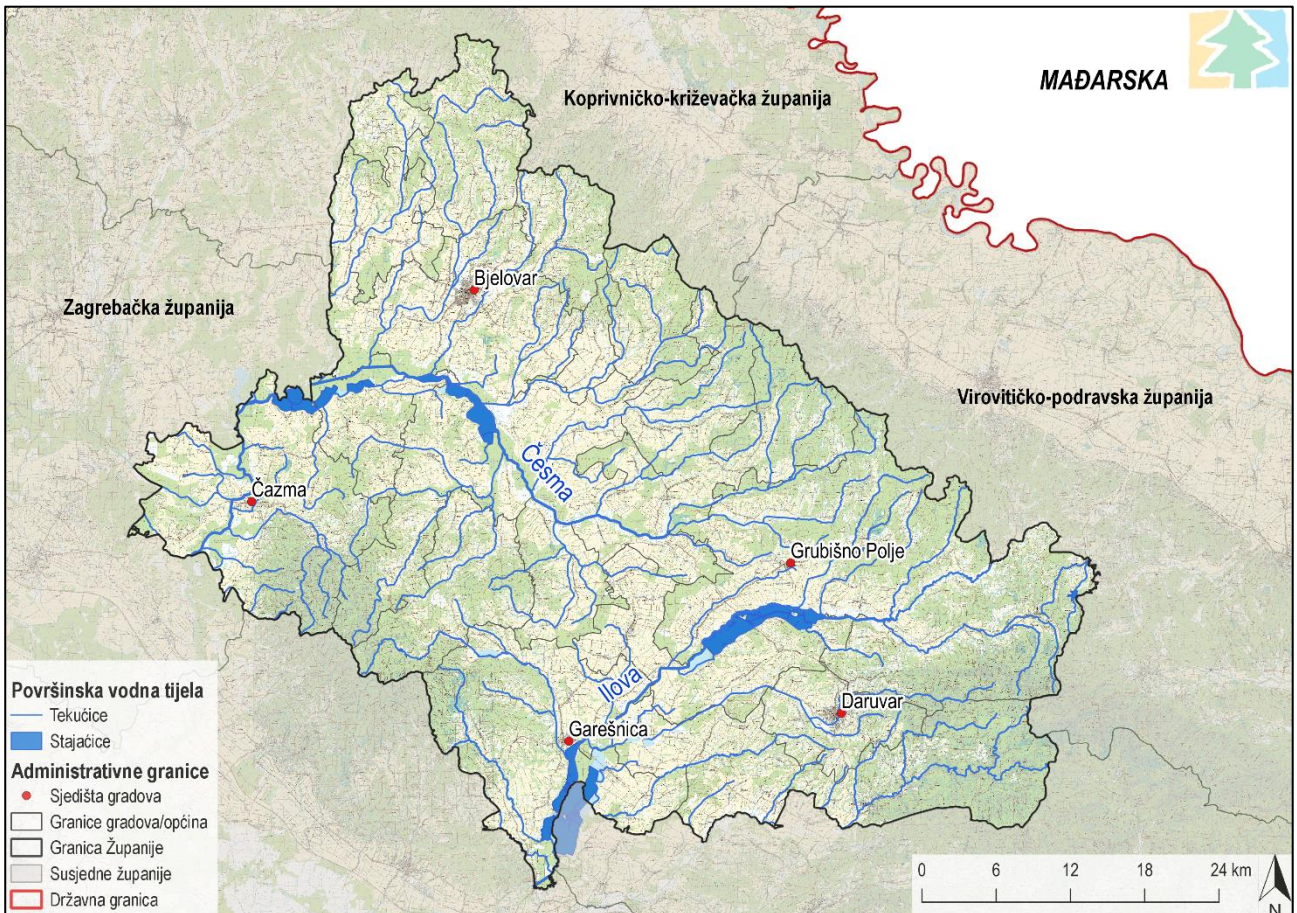 MAĐARSKA
Koprivničko-križevačka županija
Bjelovar
Zagrebačka županija
Virovitičko-podravska županija
Česma
Čazma
Grubišno Polje
Ilova
Daruvar
Garešnica
Površinska vodna tijela
Tekućice
Stajaćice
Administrativne granice
Sjedišta gradova
Granice gradova/općina
Granica Županije
Susjedne županije
Državna granica
0 6 12 18 24 km
N